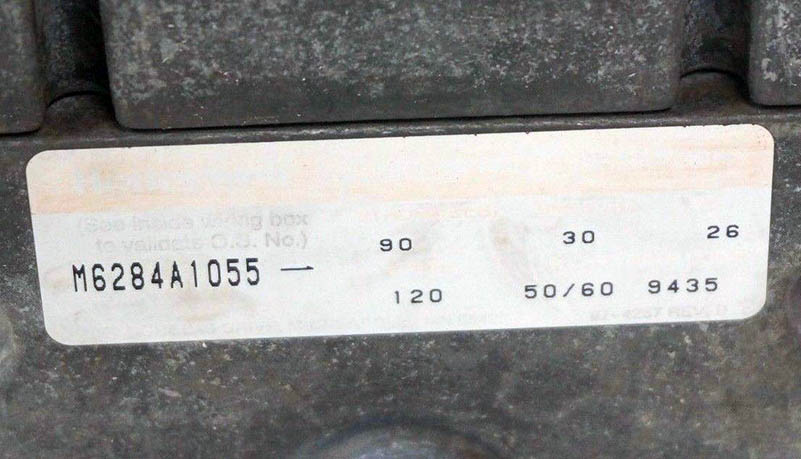 (See inside wiring box
to validate O.S. No.)
90 30 26
M6284A1055 —
120 50/60 9435